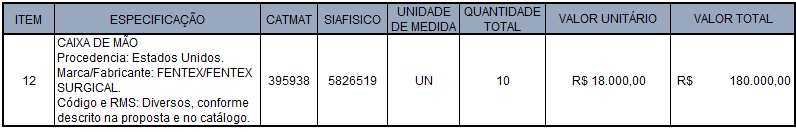 ITEM ESPECIFICAÇÃO CATMAT SIAFISICO UNIDADE DE MEDIDA QUANTIDADE TOTAL VALOR UNITÁRIO VALOR TOTAL
CAIXA DE MÃO
Procedencia: Estados Unidos.
Marca/Fabricante: FENTEX/FENTEX
12 SURGICAL. 395938 5826519 UN 10 R$ 18.000,00 R$ 180.000,00
Código e RMS: Diversos, conforme
descrito na proposta e no catálogo.